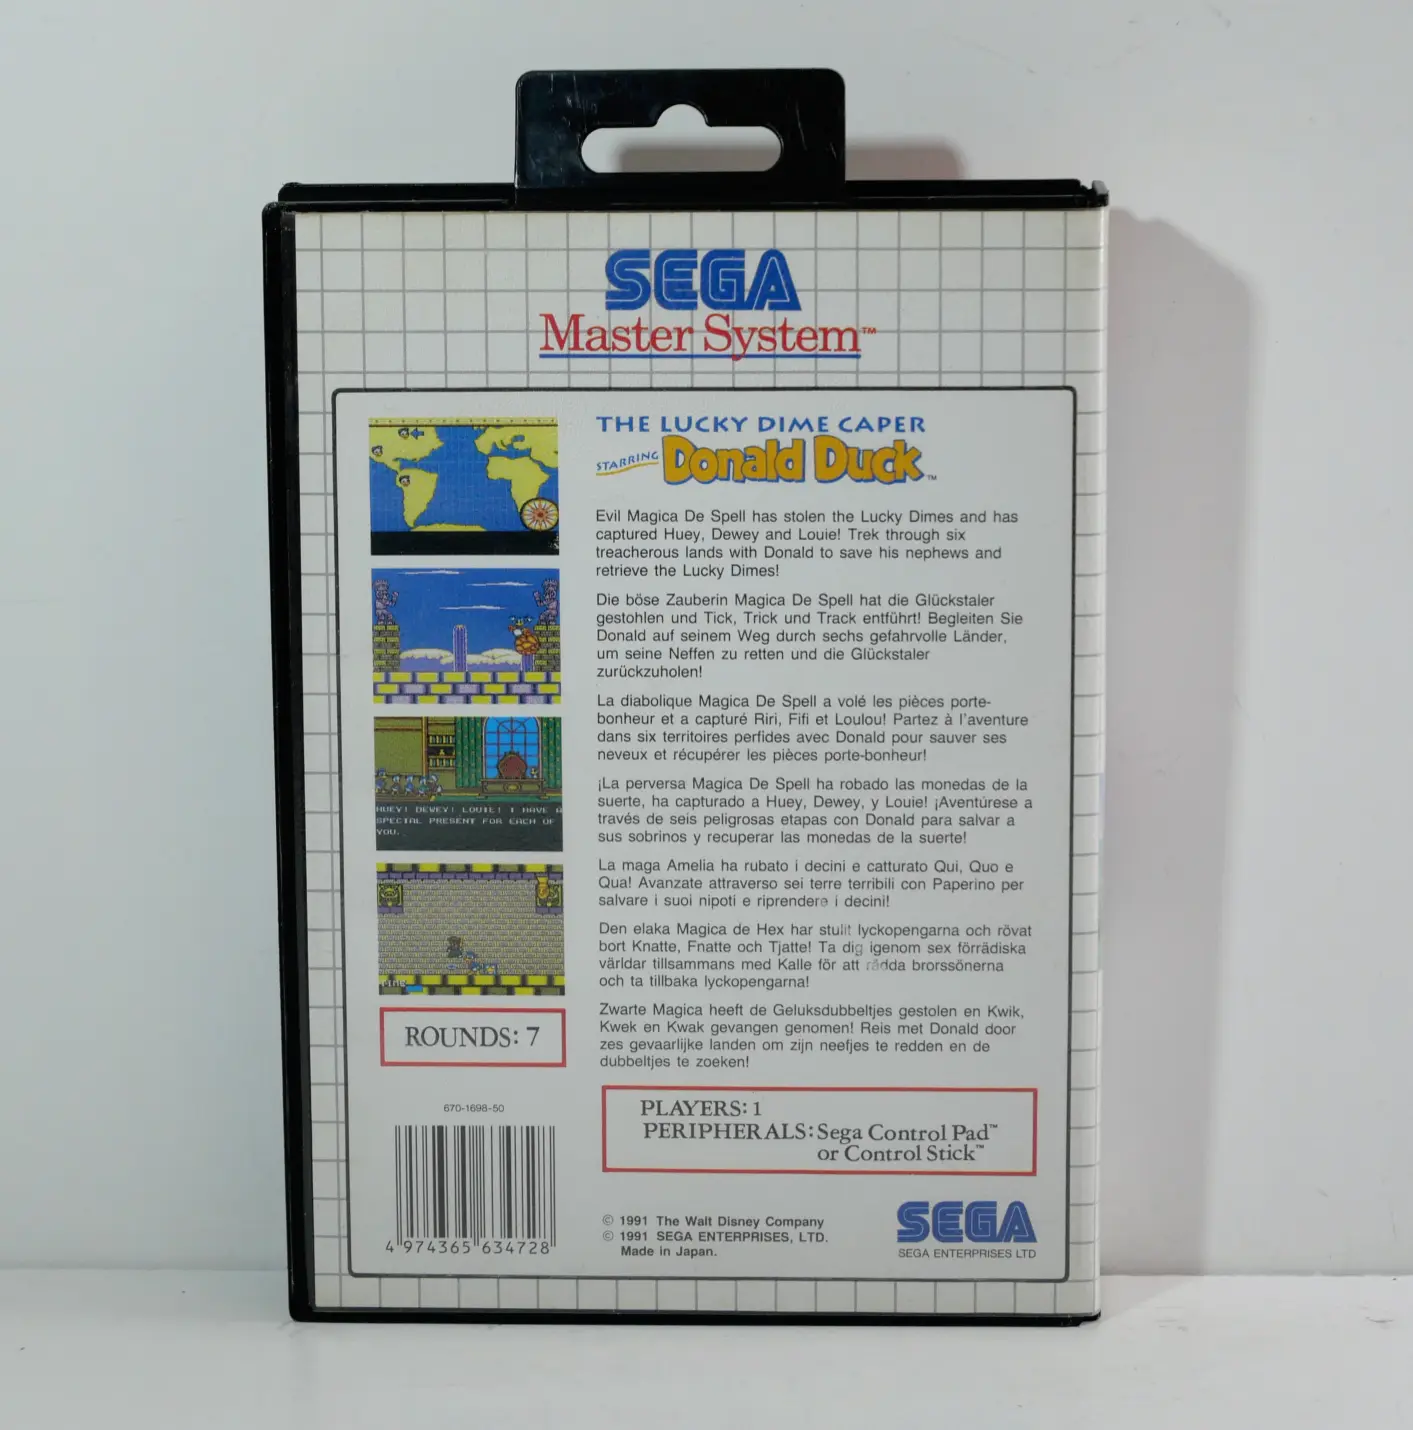 SEGA
Master System™
THE LUCKY DIME CAPER
STARRING Donald Duck™
Evil Magica De Spell has stolen the Lucky Dimes and has
captured Huey, Dewey and Louie! Trek through six
treacherous lands with Donald to save his nephews and
retrieve the Lucky Dimes!
Die böse Zauberin Magica De Spell hat die Glückstaler
gestohlen und Tick, Trick und Track entführt! Begleiten Sie
Donald auf seinem Weg durch sechs gefahrvolle Länder,
um seine Neffen zu retten und die Glückstaler
zurückzuholen!
La diabolique Magica De Spell a volé les pièces porte-
bonheur et a capturé Riri, Fifi et Loulou! Partez à l'aventure
dans six territoires perfides avec Donald pour sauver ses
neveux et récupérer les pièces porte-bonheur!
¡La perversa Magica De Spell ha robado las monedas de la
suerte, ha capturado a Huey, Dewey, y Louie! ¡Aventúrese a
través de seis peligrosas etapas con Donald para salvar a
sus sobrinos y recuperar las monedas de la suerte!
La maga Amelia ha rubato i decini e catturato Qui, Quo e
Qua! Avanzate attraverso sei terre terribili con Paperino per
salvare i suoi nipoti e riprendere i decini!
Den elaka Magica de Hex har stulit lyckopengarna och rövat
bort Knatte, Fnatte och Tjatte! Ta dig igenom sex förrädiska
världar tillsammans med Kalle för att rädda brorssönerna
och ta tillbaka lyckopengarna!
Zwarte Magica heeft de Geluksdubbeltjes gestolen en Kwik,
Kwek en Kwak gevangen genomen! Reis met Donald door
zes gevaarlijke landen om zijn neefjes te redden en de
dubbeltjes te zoeken!
HUEY! DEWEY! LOUIE! I HAVE A
SPECIAL PRESENT FOR EACH OF
YOU.
ROUNDS: 7
PLAYERS: 1
PERIPHERALS: Sega Control Pad™
or Control Stick™
670-1698-50
4 974365 634728
© 1991 The Walt Disney Company
© 1991 SEGA ENTERPRISES, LTD.
Made in Japan.
SEGA
SEGA ENTERPRISES LTD